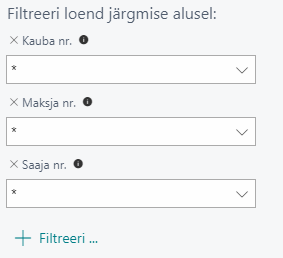 Filtreeri loend järgmise alusel:
× Kauba nr.
*
× Maksja nr.
*
× Saaja nr.
*
+ Filtreeri ...